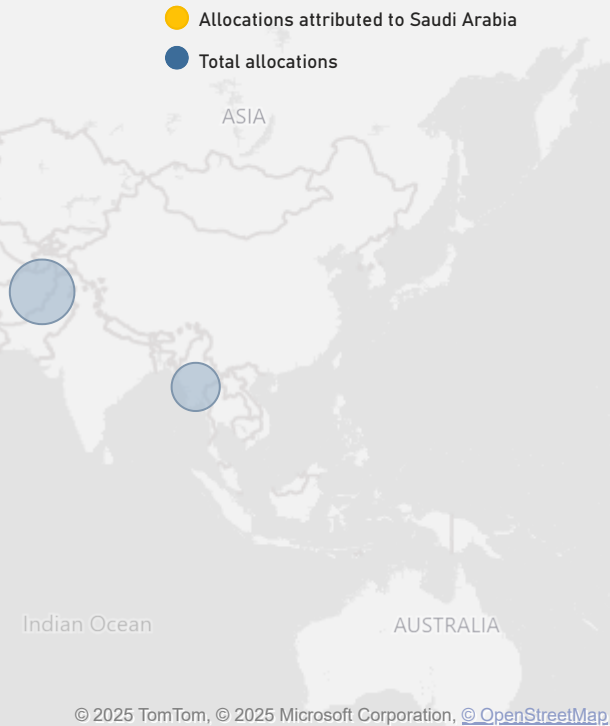 Allocations attributed to Saudi Arabia
Total allocations
ASIA
Indian Ocean
AUSTRALIA
© 2025 TomTom, © 2025 Microsoft Corporation, © OpenStreetMap